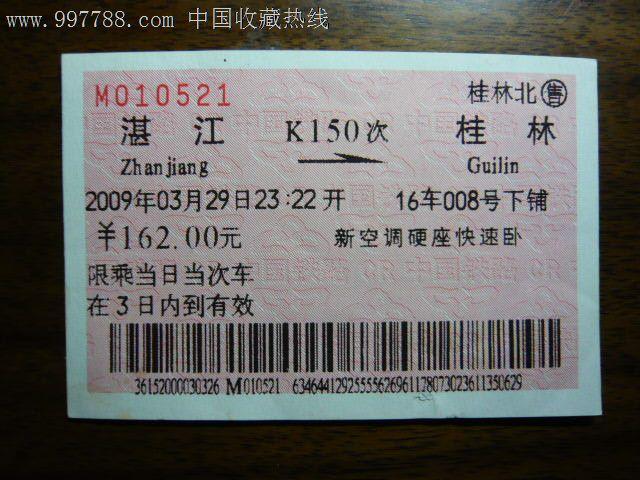 www.997788.com 中国收藏热线
M010521 桂林北售
湛江 K150次 桂林
Zhanjiang Guilin
2009年03月29日23:22开 16车008号下铺
￥162.00元 新空调硬座快速卧
限乘当日当次车
在3日内到有效
36152000030326 M010521 6346441292555562696112807302361135062​9